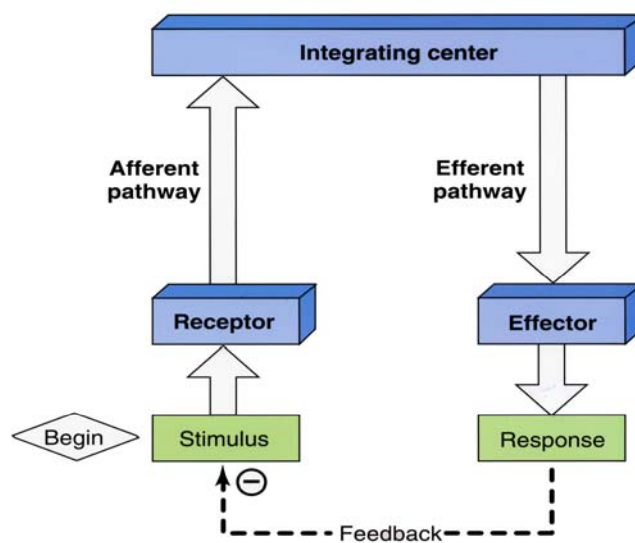 Integrating center
Afferent
pathway
Efferent
pathway
Receptor
Effector
Begin
Stimulus
Response
Feedback